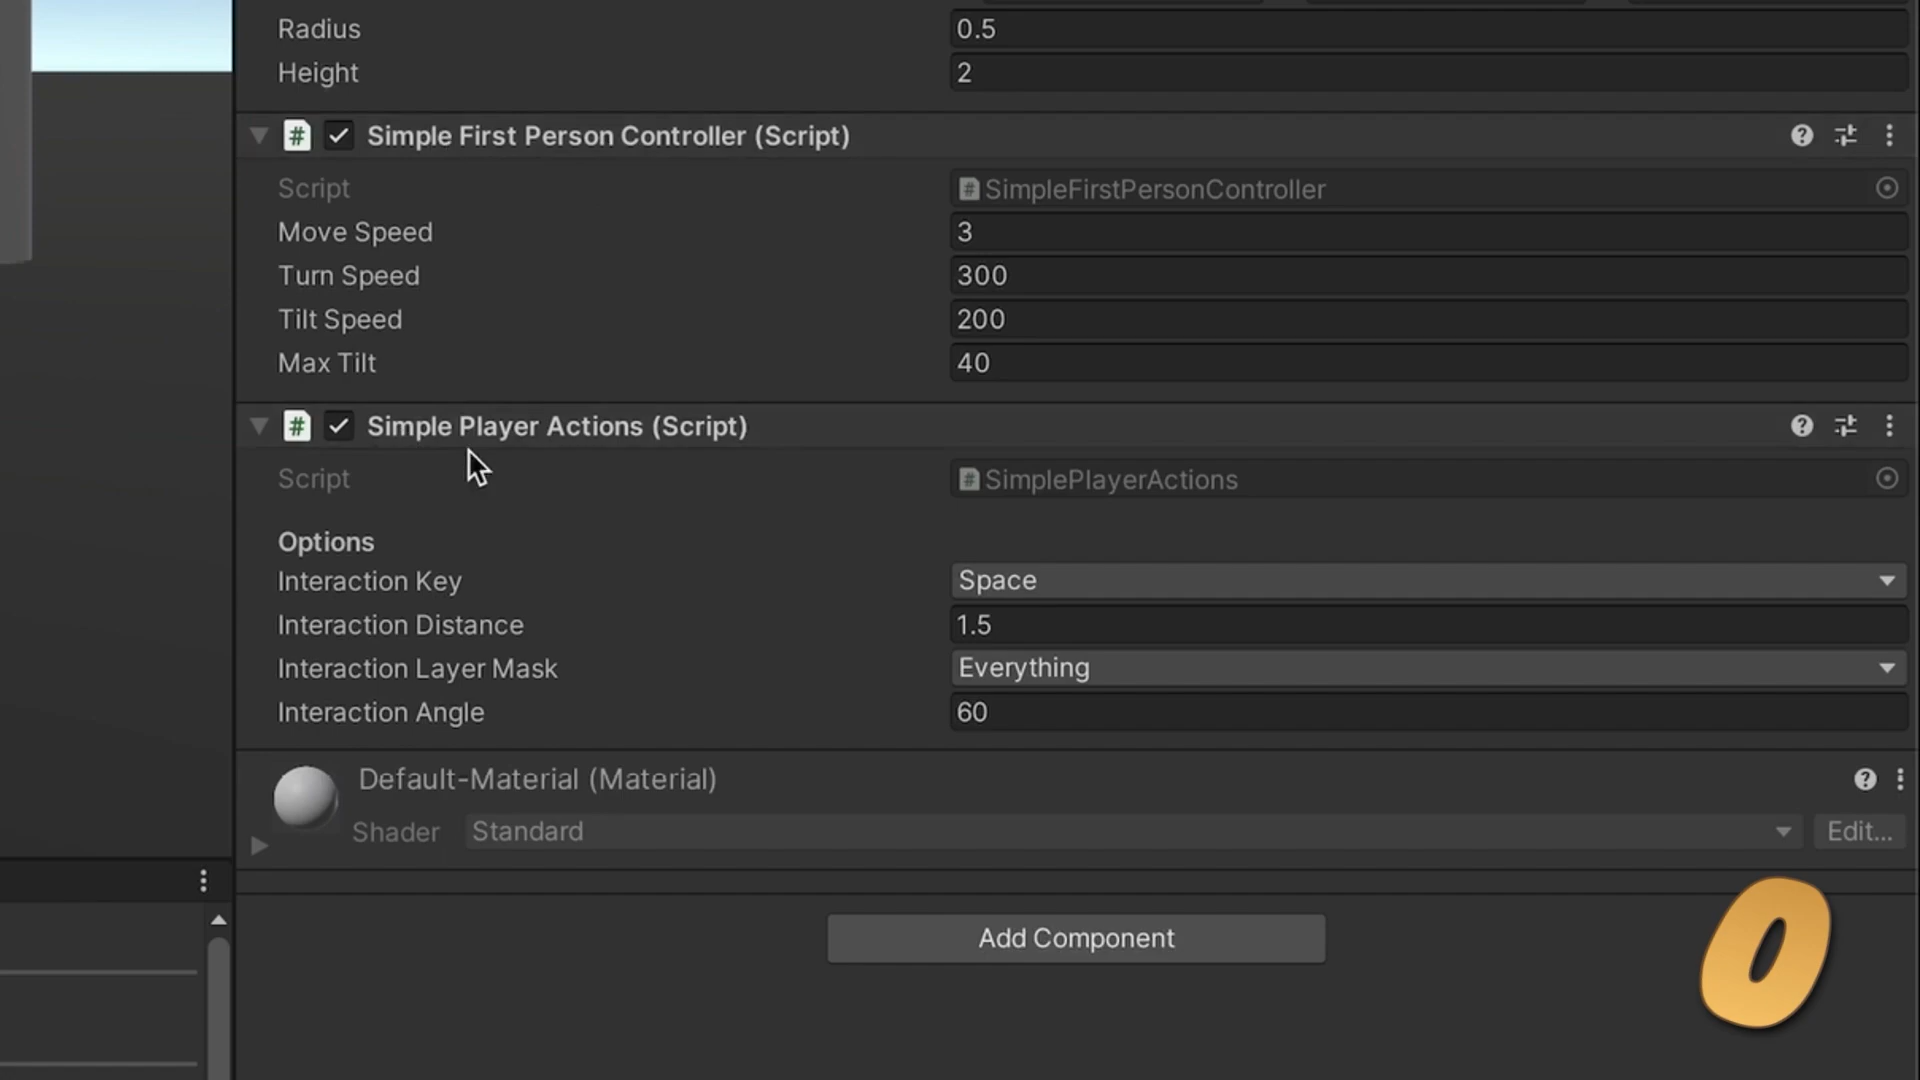 Radius 0.5
Height 2
# Simple First Person Controller (Script) ?
Script # SimpleFirstPersonController
Move Speed 3
Turn Speed 300
Tilt Speed 200
Max Tilt 40
# Simple Player Actions (Script) ?
Script # SimplePlayerActions
Options
Interaction Key Space
Interaction Distance 1.5
Interaction Layer Mask Everything
Interaction Angle 60
Default-Material (Material) ?
Shader Standard Edit...
Add Component
0